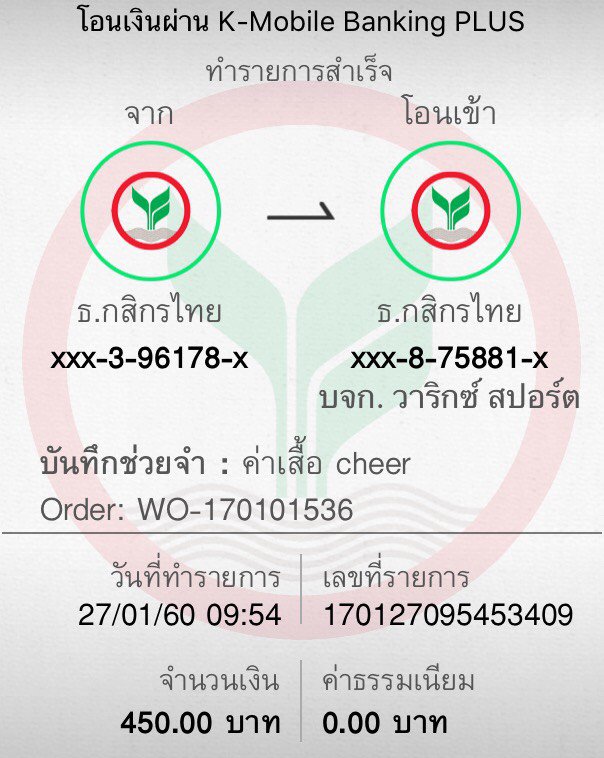 โอนเงินผ่าน K-Mobile Banking PLUS
ทำรายการสำเร็จ
จาก
โอนเข้า
ธ.กสิกรไทย
ธ.กสิกรไทย
xxx-3-96178-x
xxx-8-75881-x
บจก. วาริกซ์ สปอร์ต
บันทึกช่วยจำ : ค่าเสื้อ cheer
Order: WO-170101536
วันที่ทำรายการ
27/01/60 09:54
เลขที่รายการ
170127095453409
จำนวนเงิน
450.00 บาท
ค่าธรรมเนียม
0.00 บาท